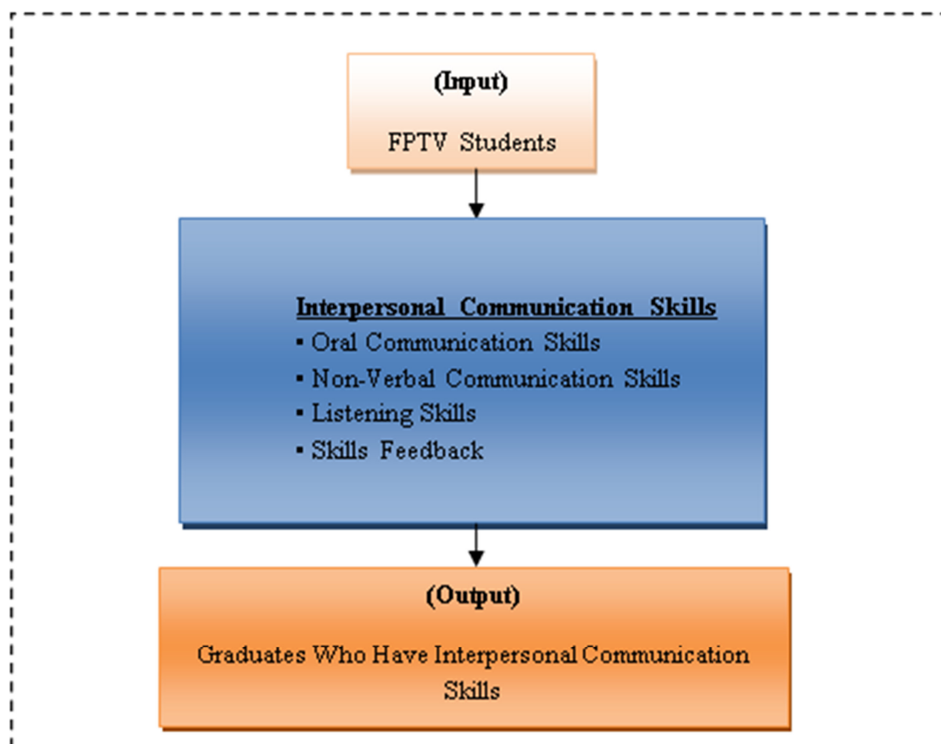 (Input)
FPTV Students
Interpersonal Communication Skills
▪ Oral Communication Skills
▪ Non-Verbal Communication Skills
▪ Listening Skills
▪ Skills Feedback
(Output)
Graduates Who Have Interpersonal Communication
Skills